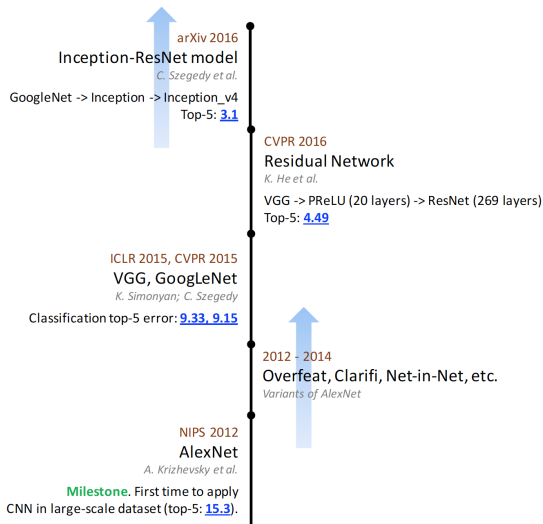 arXiv 2016
Inception-ResNet model
C. Szegedy et al.
GoogleNet -> Inception -> Inception_v4
Top-5: 3.1
CVPR 2016
Residual Network
K. He et al.
VGG -> PReLU (20 layers) -> ResNet (269 layers)
Top-5: 4.49
ICLR 2015, CVPR 2015
VGG, GoogLeNet
K. Simonyan; C. Szegedy
Classification top-5 error: 9.33, 9.15
2012 - 2014
Overfeat, Clarifi, Net-in-Net, etc.
Variants of AlexNet
NIPS 2012
AlexNet
A. Krizhevsky et al.
Milestone. First time to apply
CNN in large-scale dataset (top-5: 15.3).